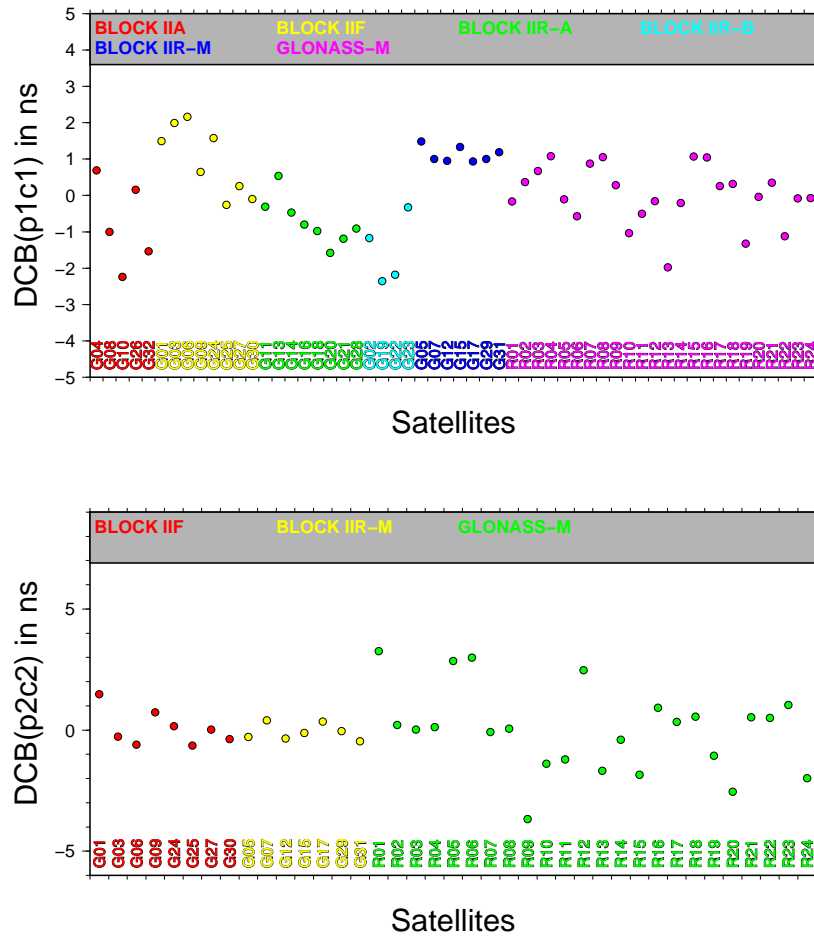 DCB(p1c1) in ns
5
4
3
2
1
0
−1
−2
−3
−4
−5
BLOCK IIA BLOCK IIF BLOCK IIR−A BLOCK IIR−B
BLOCK IIR−M GLONASS−M
G04 G08 G10 G26 G32 G01 G03 G06 G09 G24 G25 G27 G30 G11 G13 G14 G16 G18 G20 G21 G28 G02 G19 G22 G23 G05 G07 G12 G15 G17 G29 G31 R01 R02 R03 R04 R05 R06 R07 R08 R09 R10 R11 R12 R13 R14 R15 R16 R17 R18 R19 R20 R21 R22 R23 R24
Satellites
DCB(p2c2) in ns
5
0
−5
BLOCK IIF BLOCK IIR−M GLONASS−M
G01 G03 G06 G09 G24 G25 G27 G30 G05 G07 G12 G15 G17 G29 G31 R01 R02 R03 R04 R05 R06 R07 R08 R09 R10 R11 R12 R13 R14 R15 R16 R17 R18 R19 R20 R21 R22 R23 R24
Satellites